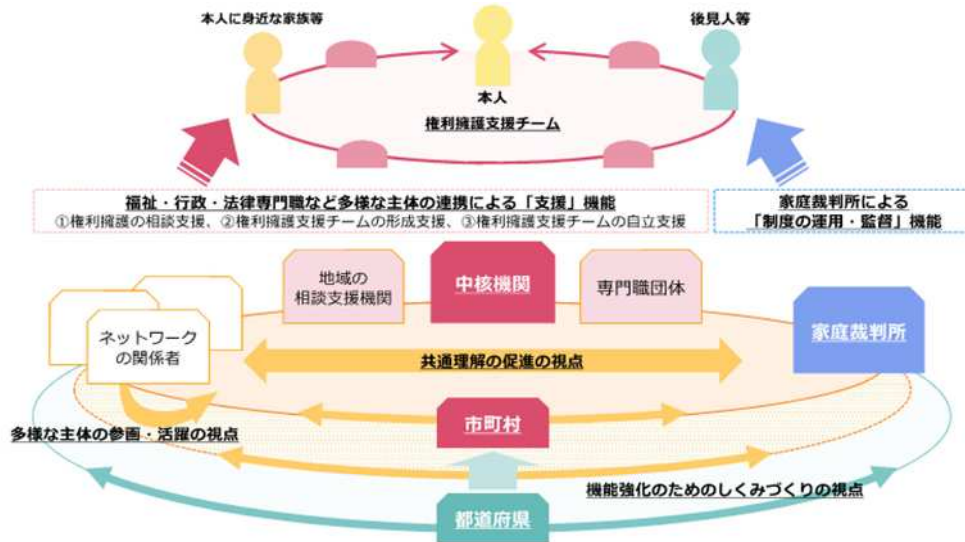 本人に身近な家族等
後見人等
本人
権利擁護支援チーム
福祉・行政・法律専門職など多様な主体の連携による「支援」機能
①権利擁護の相談支援、②権利擁護支援チームの形成支援、③権利擁護支援チームの自立支援
家庭裁判所による
「制度の運用・監督」機能
地域の
相談支援機関
中核機関
専門職団体
ネットワーク
の関係者
家庭裁判所
共通理解の促進の視点
市町村
多様な主体の参画・活躍の視点
機能強化のためのしくみづくりの視点
都道府県